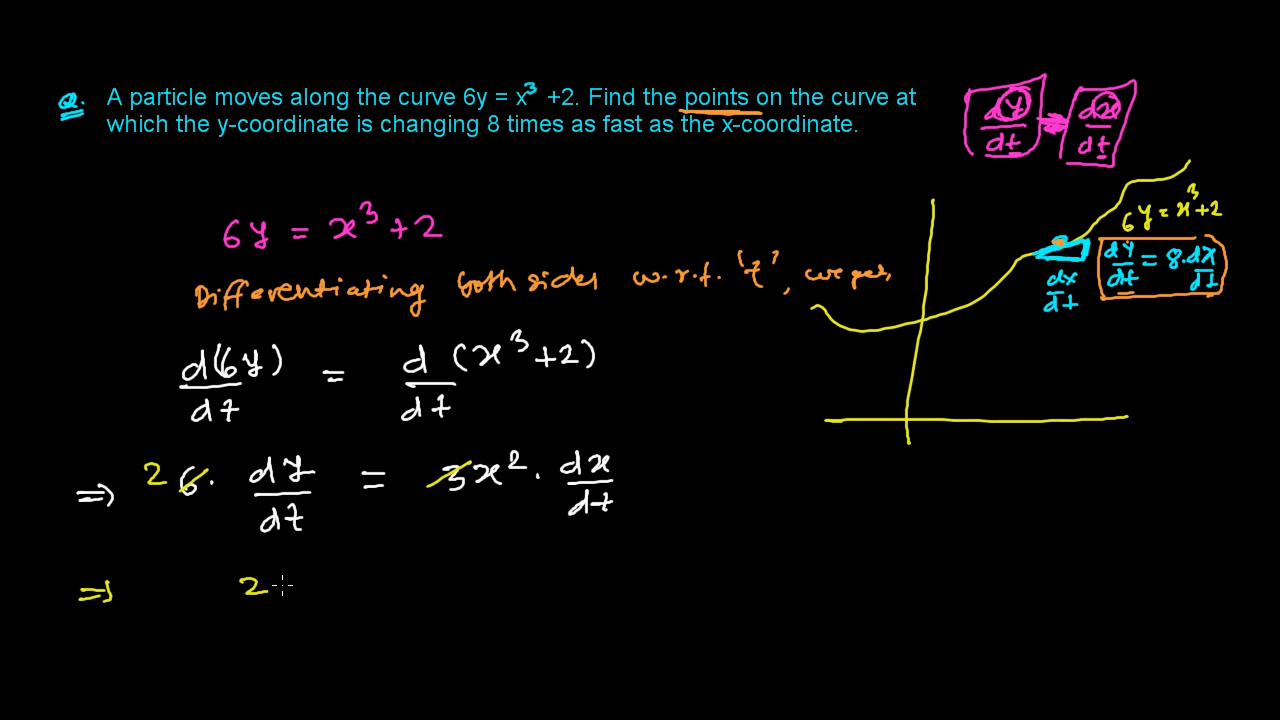 Q. A particle moves along the curve 6y = x³ +2. Find the points on the curve at
which the y-coordinate is changing 8 times as fast as the x-coordinate.
dy/dt = dx/dt
6y = x³+2
dy/dt = 8.dx/dt
dx/dt
6y = x³+2
Differentiating both sides w.r.t. 't', we get,
d(6y)/dt = d/dt (x³+2)
⇒ 2 6. dy/dt = 3x². dx/dt
⇒ 2